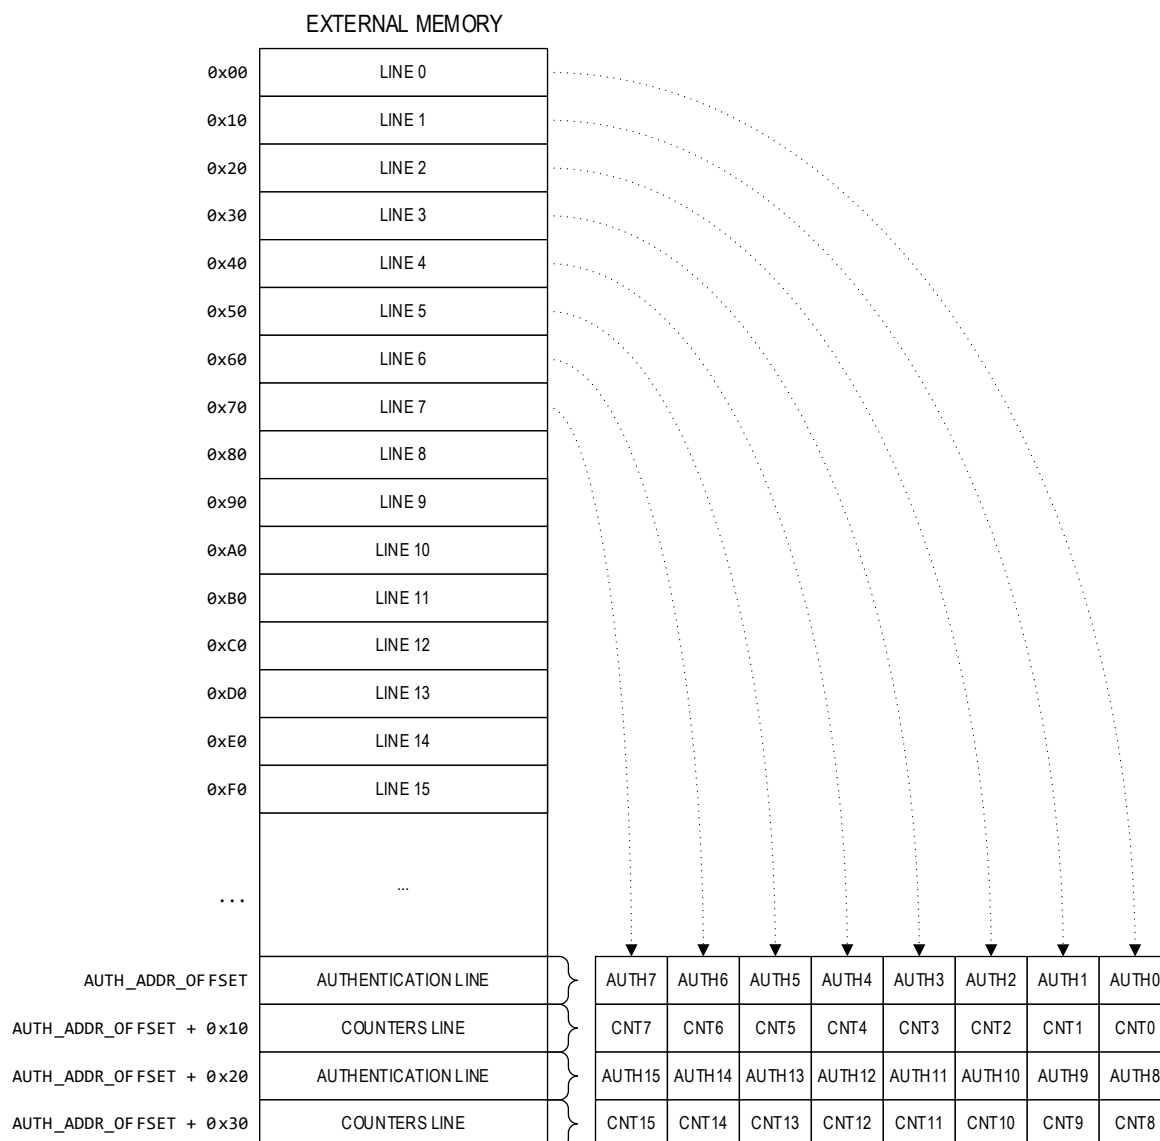 EXTERNAL MEMORY
0x00 LINE 0
0x10 LINE 1
0x20 LINE 2
0x30 LINE 3
0x40 LINE 4
0x50 LINE 5
0x60 LINE 6
0x70 LINE 7
0x80 LINE 8
0x90 LINE 9
0xA0 LINE 10
0xB0 LINE 11
0xC0 LINE 12
0xD0 LINE 13
0xE0 LINE 14
0xF0 LINE 15
... ...
AUTH_ADDR_OFFSET AUTHENTICATION LINE AUTH7 AUTH6 AUTH5 AUTH4 AUTH3 AUTH2 AUTH1 AUTH0
AUTH_ADDR_OFFSET + 0x10 COUNTERS LINE CNT7 CNT6 CNT5 CNT4 CNT3 CNT2 CNT1 CNT0
AUTH_ADDR_OFFSET + 0x20 AUTHENTICATION LINE AUTH15 AUTH14 AUTH13 AUTH12 AUTH11 AUTH10 AUTH9 AUTH8
AUTH_ADDR_OFFSET + 0x30 COUNTERS LINE CNT15 CNT14 CNT13 CNT12 CNT11 CNT10 CNT9 CNT8